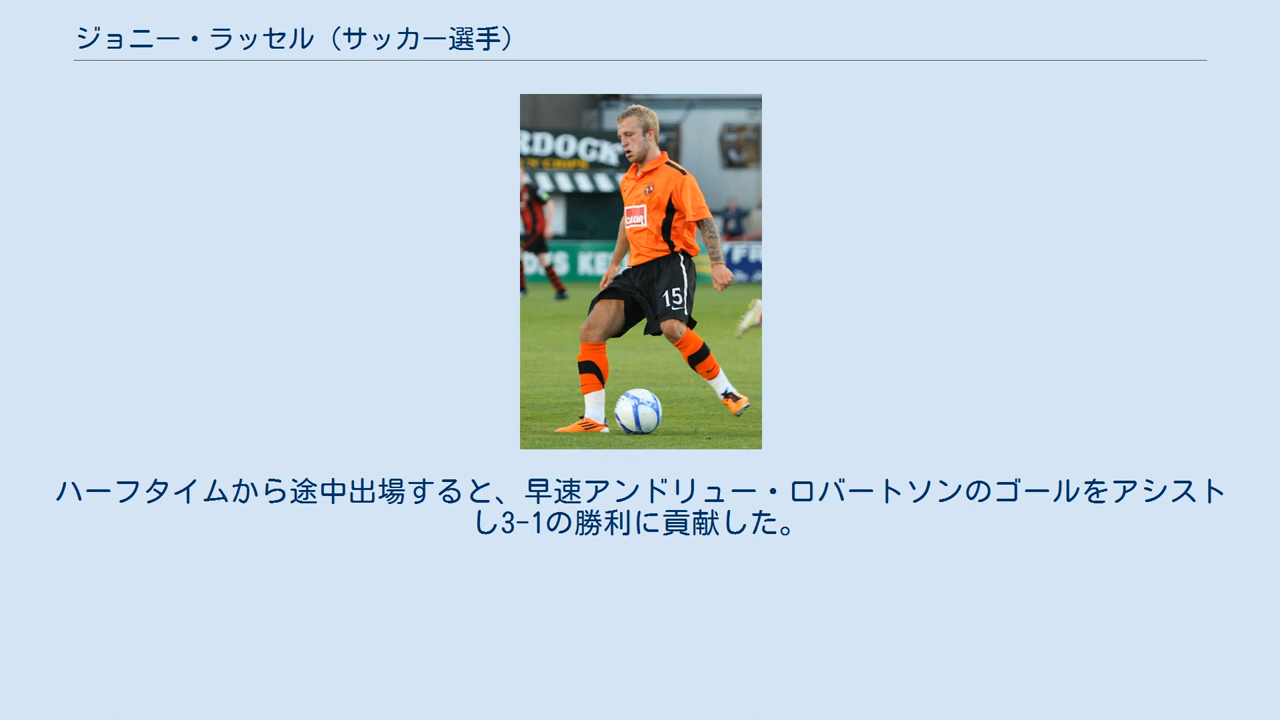 ジョニー・ラッセル（サッカー選手）
RDOCK
15
ハーフタイムから途中出場すると、早速アンドリュー・ロバートソンのゴールをアシスト
し3-1の勝利に貢献した。